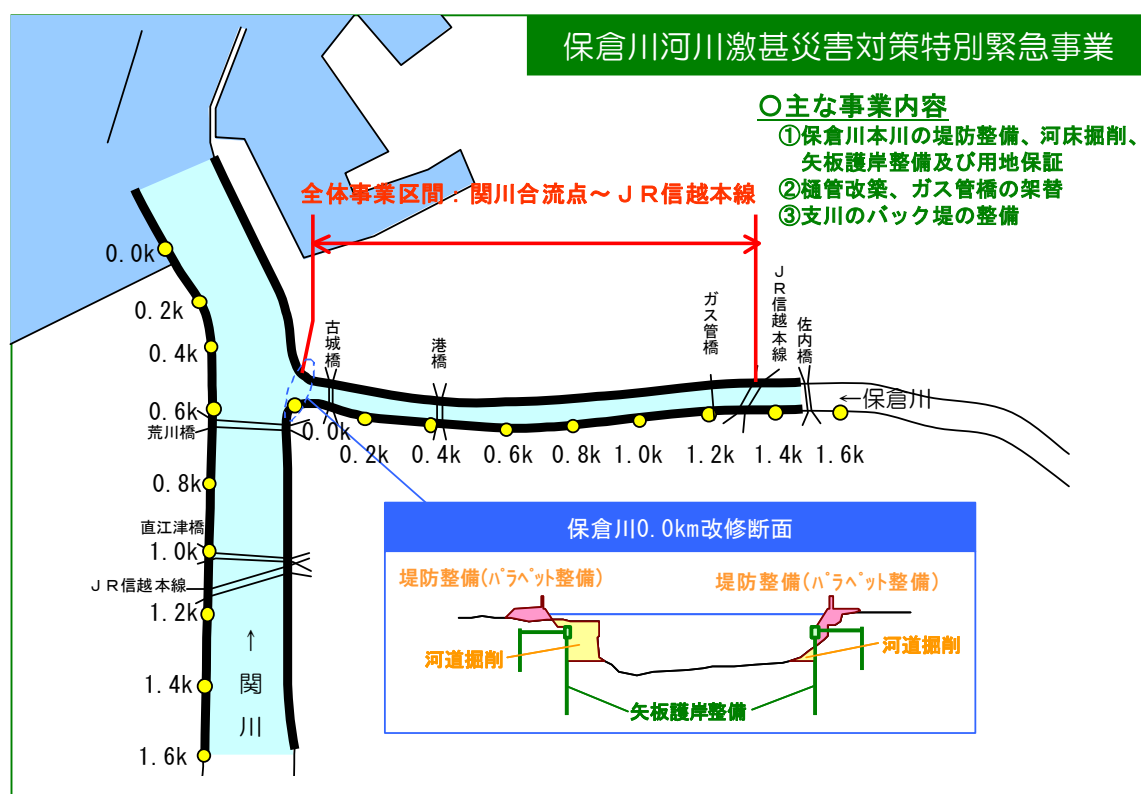 保倉川河川激甚災害対策特別緊急事業
〇主な事業内容
①保倉川本川の堤防整備、河床掘削、
矢板護岸整備及び用地保証
②樋管改築、ガス管橋の架替
③支川のバック堤の整備
全体事業区間：関川合流点～ＪＲ信越本線
0.0k
0.2k
0.4k
0.6k
荒川橋
0.8k
直江津橋
1.0k
ＪＲ信越本線
1.2k
1.4k
1.6k
↑
関
川
古城橋
港橋
ガス管橋
ＪＲ信越本線
佐内橋
←保倉川
0.0k
0.2k
0.4k
0.6k
0.8k
1.0k
1.2k
1.4k
1.6k
保倉川0.0km改修断面
堤防整備(ﾊﾟﾗﾍﾟｯﾄ整備)
堤防整備(ﾊﾟﾗﾍﾟｯﾄ整備)
河道掘削
河道掘削
矢板護岸整備